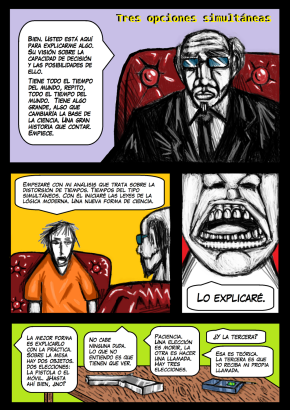 Tres opciones simultáneas
Bien. Usted está aquí
para explicarme algo.
Su visión sobre la
capacidad de decisión
y las posibilidades de
ello.
Tiene todo el tiempo
del mundo, repito,
todo el tiempo del
mundo. Tiene algo
grande, algo que
cambiaría la base de
la ciencia. Una gran
historia que contar.
Empiece.
Empezaré con mi análisis que trata sobre la
distorsión de tiempos. Tiempos del tipo
simultáneos. Con el iniciaré las leyes de la
lógica moderna. Una nueva forma de ciencia.
Lo explicaré.
La mejor forma
es explicarlo
con la práctica.
Sobre la mesa
hay dos objetos.
Dos elecciones:
la pistola o el
móvil. ¿Vamos
ahí bien, ¿no?
No cabe
ninguna duda.
Lo que no
entiendo es que
tienen que ver.
Paciencia.
Una elección
es morir, la
otra es hacer
una llamada.
Hay tres
elecciones.
¿Y la tercera?
Esa es teórica.
La tercera es que
yo reciba mi propia
llamada.